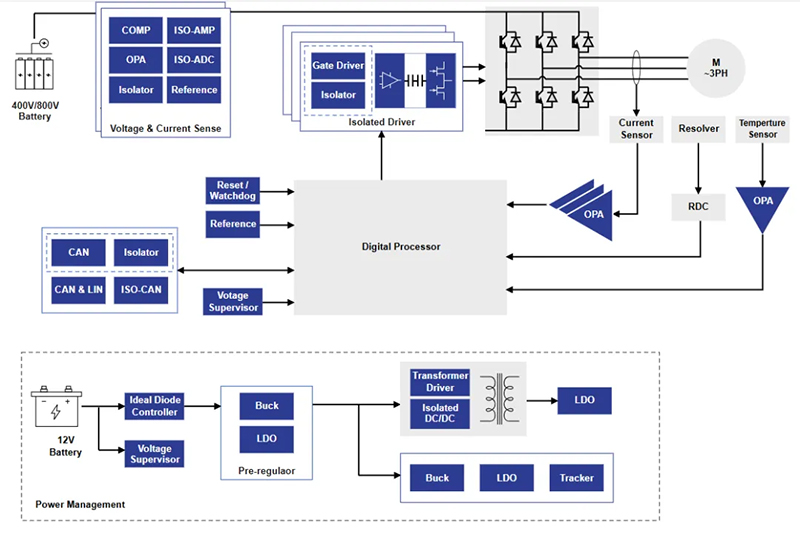 COMP
ISO-AMP
OPA
ISO-ADC
Isolator
Reference
Voltage & Current Sense
400V/800V
Battery
Gate Driver
Isolator
Isolated Driver
M
~3PH
Current
Sensor
Resolver
Temperture
Sensor
OPA
RDC
OPA
Reset /
Watchdog
Reference
Digital Processor
CAN
Isolator
CAN & LIN
ISO-CAN
Votage
Supervisor
12V
Battery
Ideal Diode
Controller
Voltage
Supervisor
Buck
LDO
Pre-regulaor
Transformer
Driver
Isolated
DC/DC
LDO
Buck
LDO
Tracker
Power Management